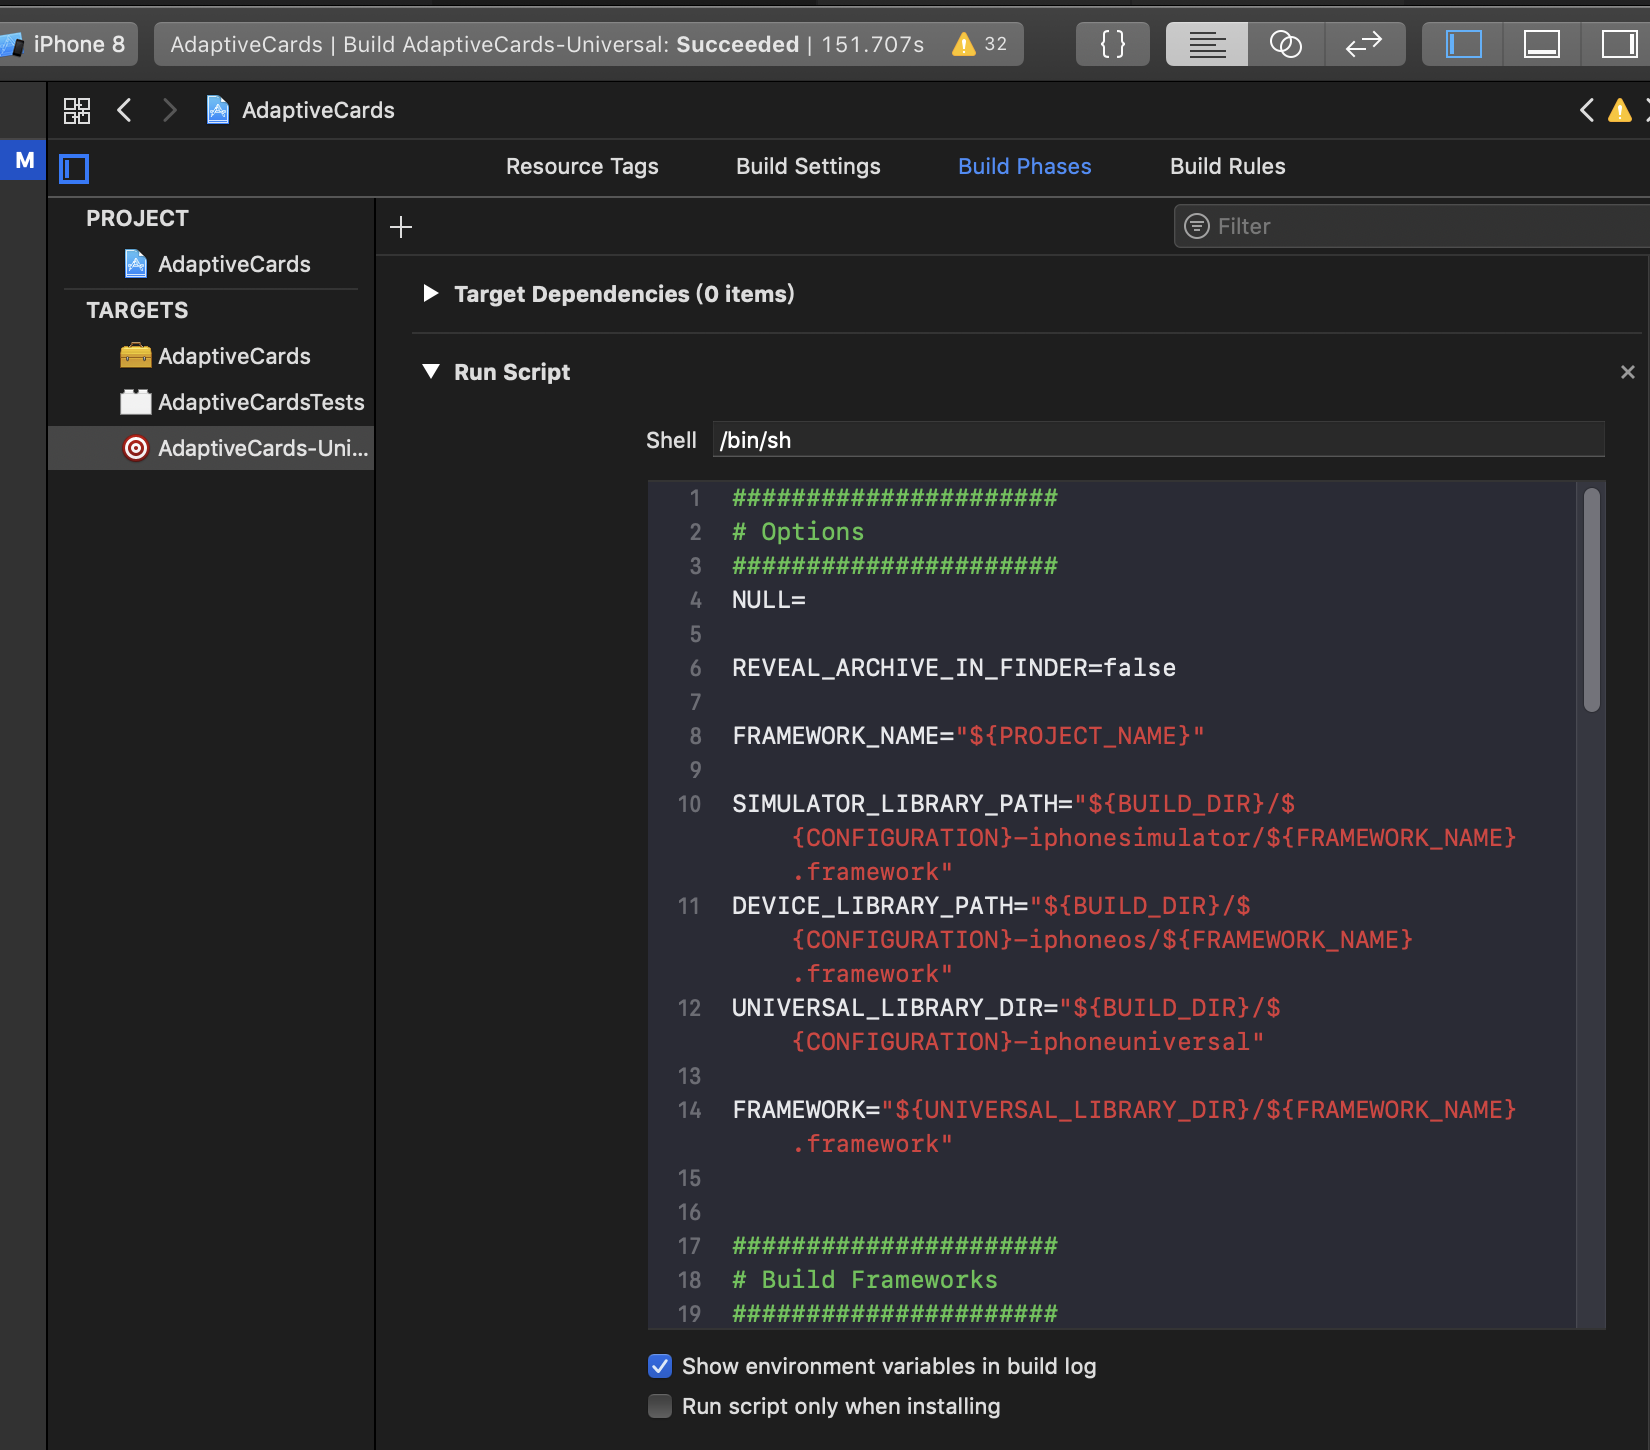 iPhone 8
AdaptiveCards | Build AdaptiveCards-Universal: Succeeded | 151.707s 32
{}
AdaptiveCards
M
Resource Tags Build Settings Build Phases Build Rules
PROJECT
AdaptiveCards
TARGETS
AdaptiveCards
AdaptiveCardsTests
AdaptiveCards-Uni...
+
Filter
Target Dependencies (0 items)
Run Script
Shell /bin/sh
1 ######################
2 # Options
3 ######################
4 NULL=
5
6 REVEAL_ARCHIVE_IN_FINDER=false
7
8 FRAMEWORK_NAME="${PROJECT_NAME}"
9
10 SIMULATOR_LIBRARY_PATH="${BUILD_DIR}/$
{CONFIGURATION}-iphonesimulator/${FRAMEWORK_NAME}
.framework"
11 DEVICE_LIBRARY_PATH="${BUILD_DIR}/$
{CONFIGURATION}-iphoneos/${FRAMEWORK_NAME}
.framework"
12 UNIVERSAL_LIBRARY_DIR="${BUILD_DIR}/$
{CONFIGURATION}-iphoneuniversal"
13
14 FRAMEWORK="${UNIVERSAL_LIBRARY_DIR}/${FRAMEWORK_NAME}
.framework"
15
16
17 ######################
18 # Build Frameworks
19 ######################
Show environment variables in build log
Run script only when installing